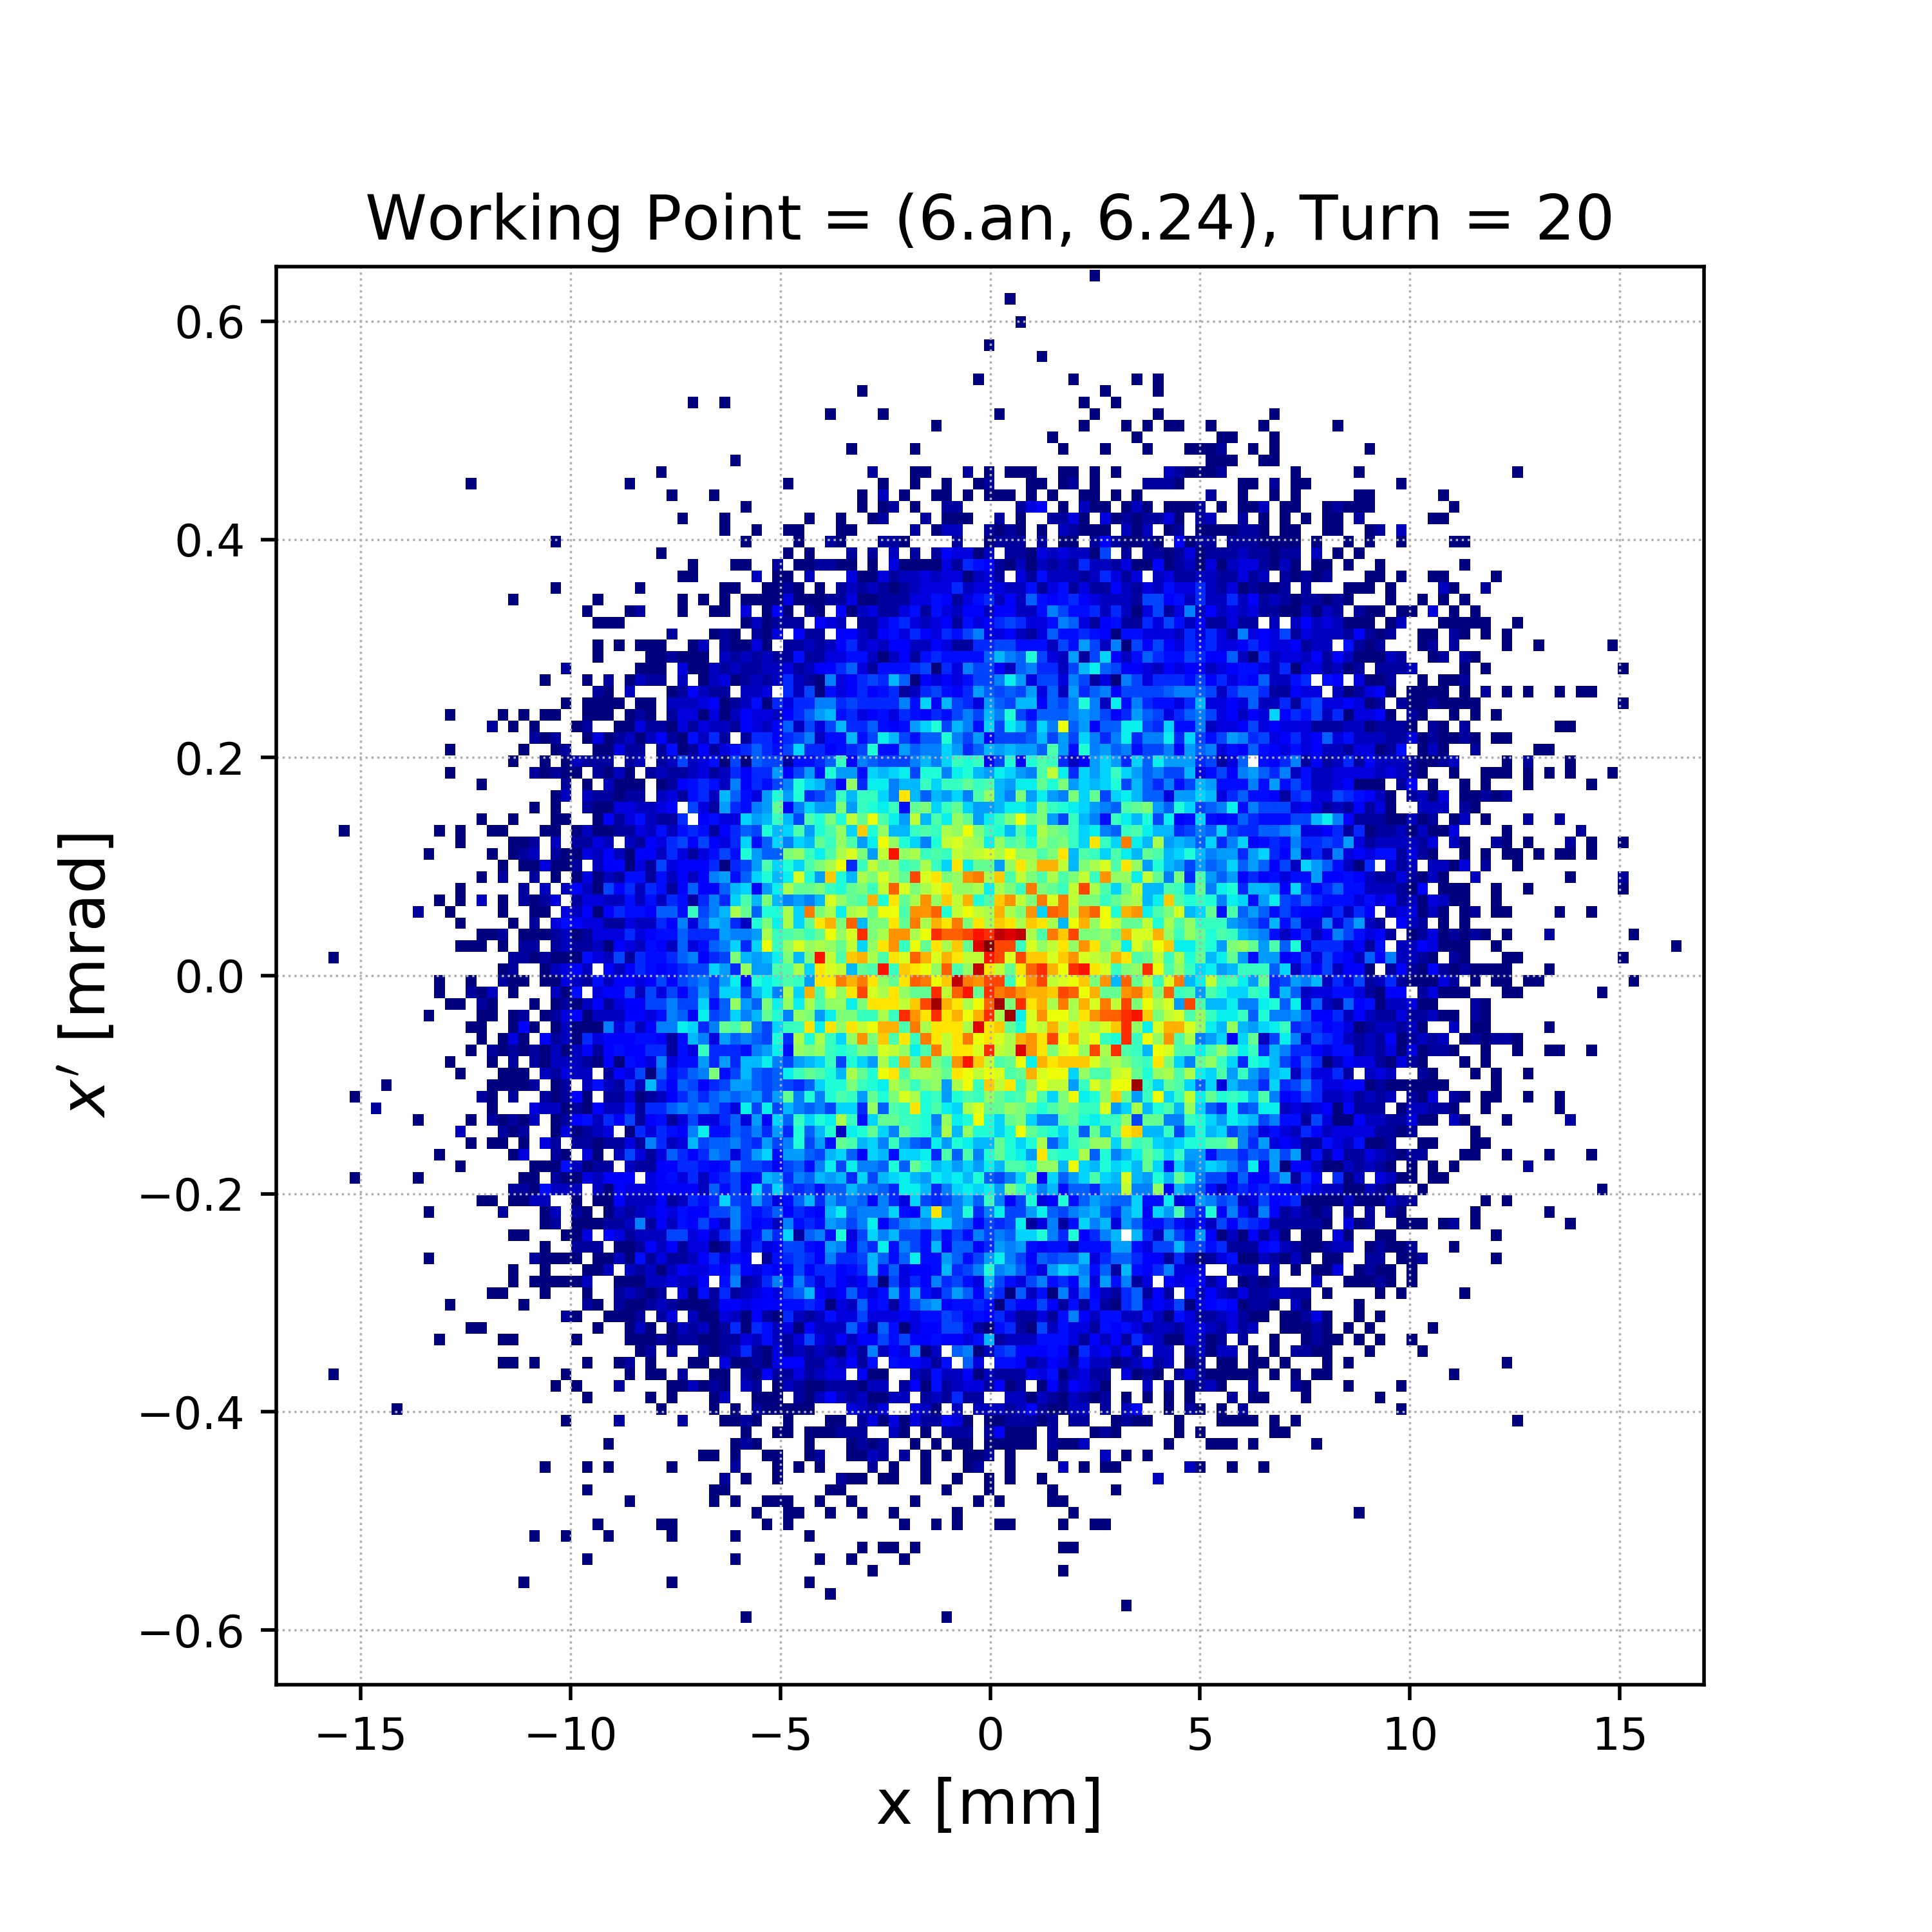 Working Point = (6.an, 6.24), Turn = 20
0.6
0.4
0.2
0.0
−0.2
−0.4
−0.6
x′ [mrad]
−15 −10 −5 0 5 10 15
x [mm]